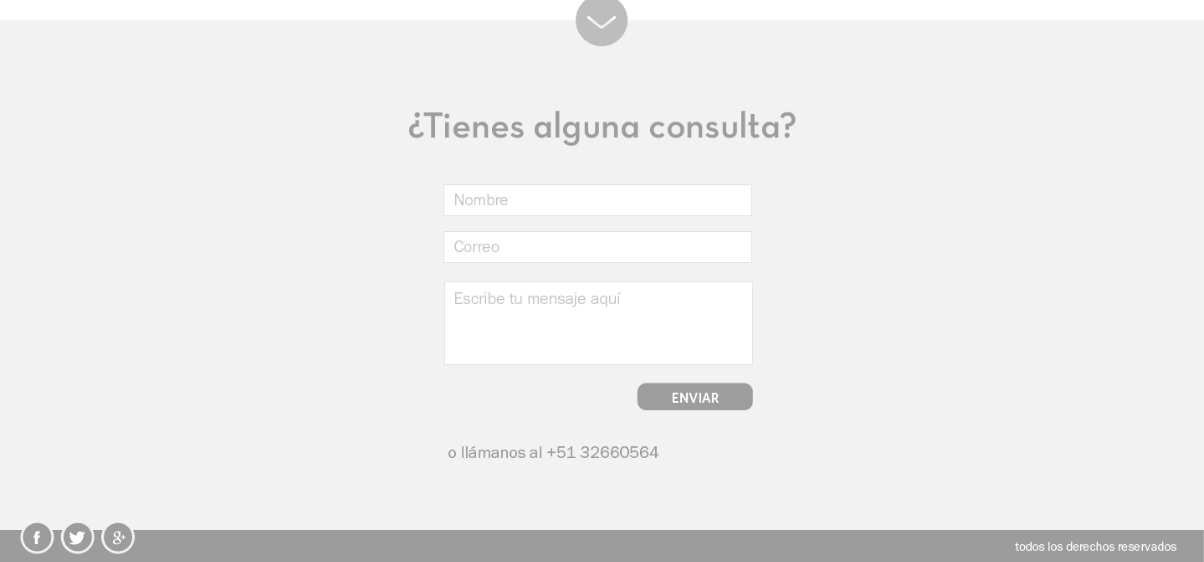 ¿Tienes alguna consulta?
Nombre
Correo
Escribe tu mensaje aquí
ENVIAR
o llámanos al +51 32660564
todos los derechos reservados